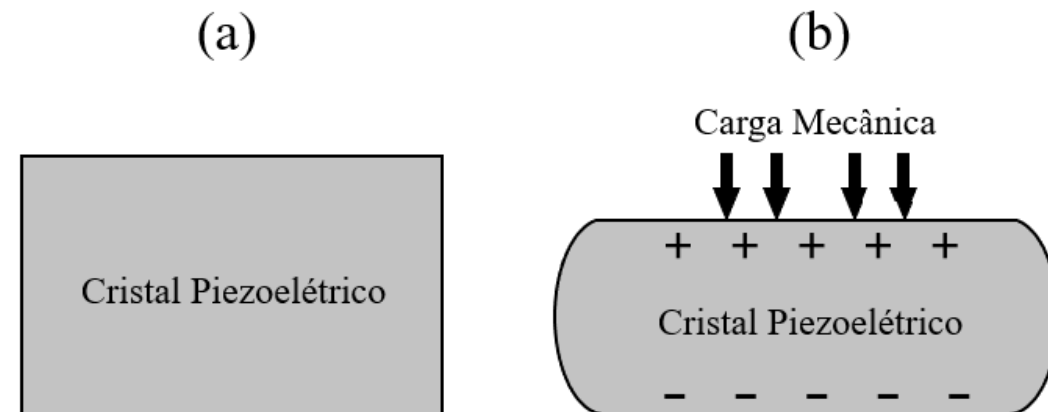 (a)
(b)
Carga Mecânica
+ + + + +
Cristal Piezoelétrico
Cristal Piezoelétrico
- - - - -